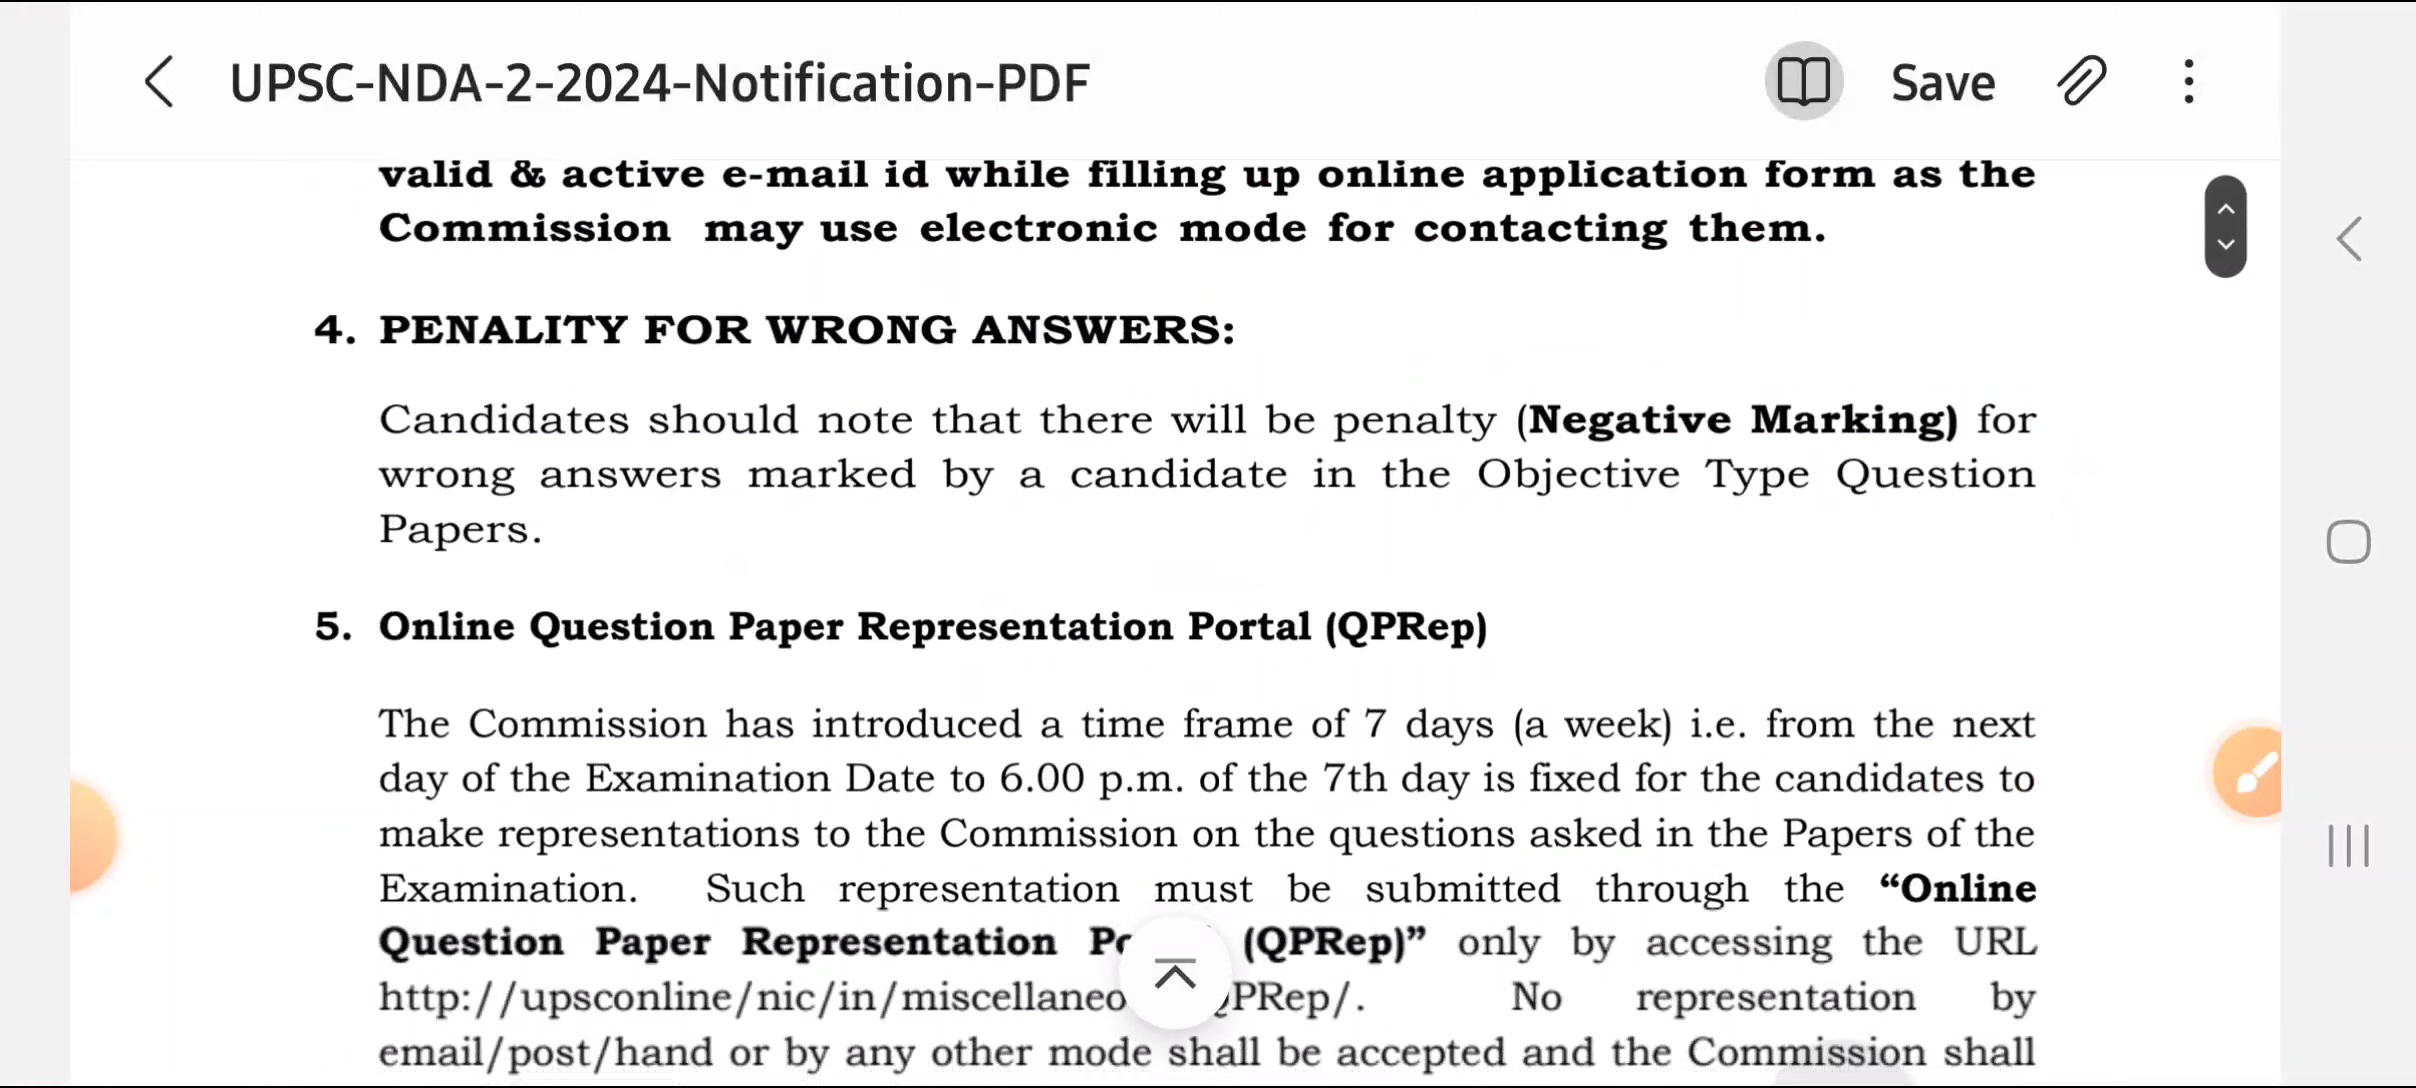 UPSC-NDA-2-2024-Notification-PDF Save
valid & active e-mail id while filling up online application form as the
Commission may use electronic mode for contacting them.
4. PENALITY FOR WRONG ANSWERS:
Candidates should note that there will be penalty (Negative Marking) for
wrong answers marked by a candidate in the Objective Type Question
Papers.
5. Online Question Paper Representation Portal (QPRep)
The Commission has introduced a time frame of 7 days (a week) i.e. from the next
day of the Examination Date to 6.00 p.m. of the 7th day is fixed for the candidates to
make representations to the Commission on the questions asked in the Papers of the
Examination. Such representation must be submitted through the “Online
Question Paper Representation (QPRep)” only by accessing the URL
http://upsconline/nic/in/miscellaneo PRep/. No representation by
email/post/hand or by any other mode shall be accepted and the Commission shall